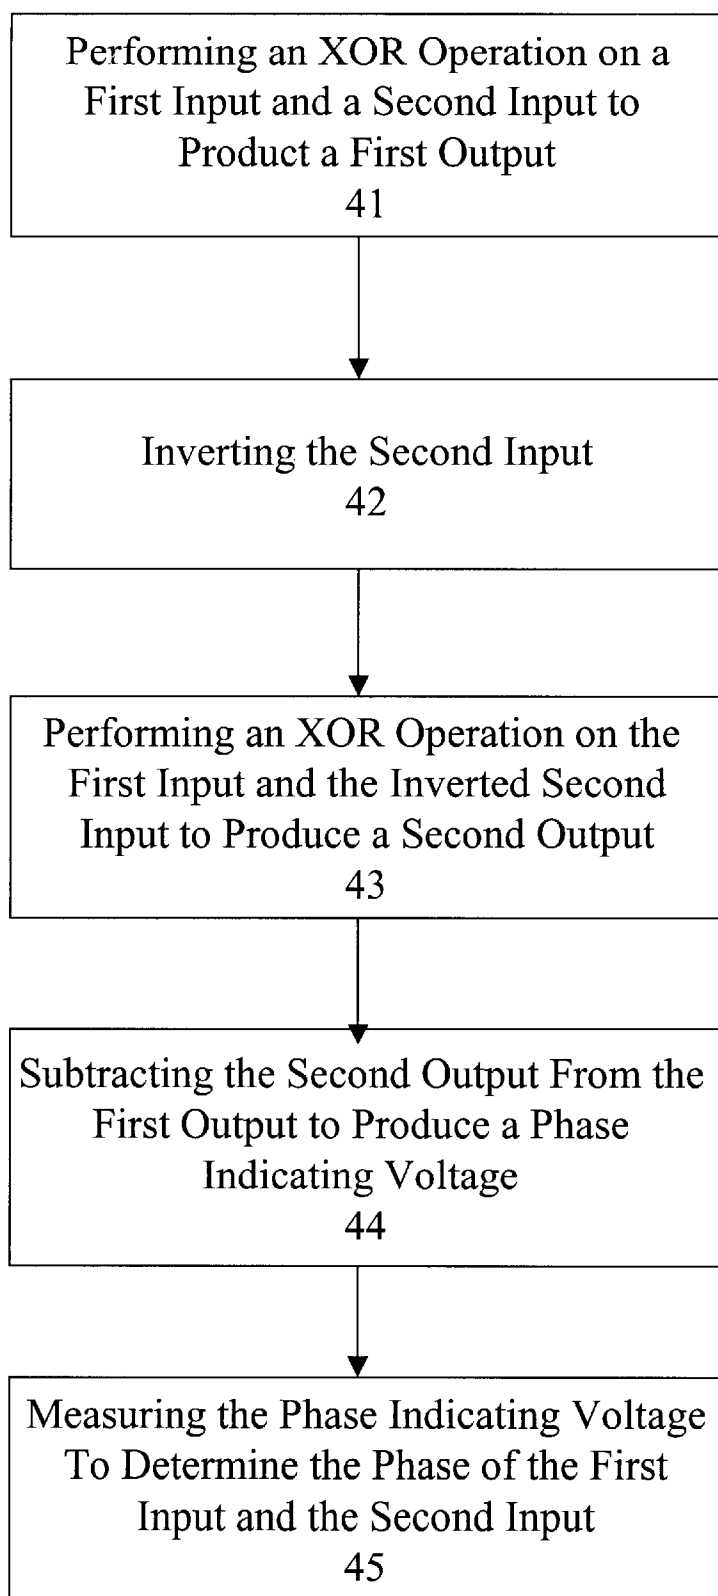 Performing an XOR Operation on a
First Input and a Second Input to
Product a First Output
41
Inverting the Second Input
42
Performing an XOR Operation on the
First Input and the Inverted Second
Input to Produce a Second Output
43
Subtracting the Second Output From the
First Output to Produce a Phase
Indicating Voltage
44
Measuring the Phase Indicating Voltage
To Determine the Phase of the First
Input and the Second Input
45